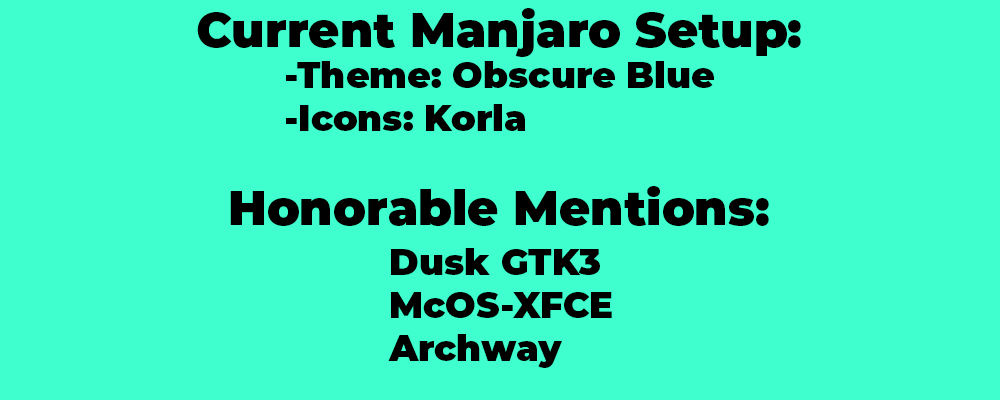 Current Manjaro Setup:
-Theme: Obscure Blue
-Icons: Korla
Honorable Mentions:
Dusk GTK3
McOS-XFCE
Archway